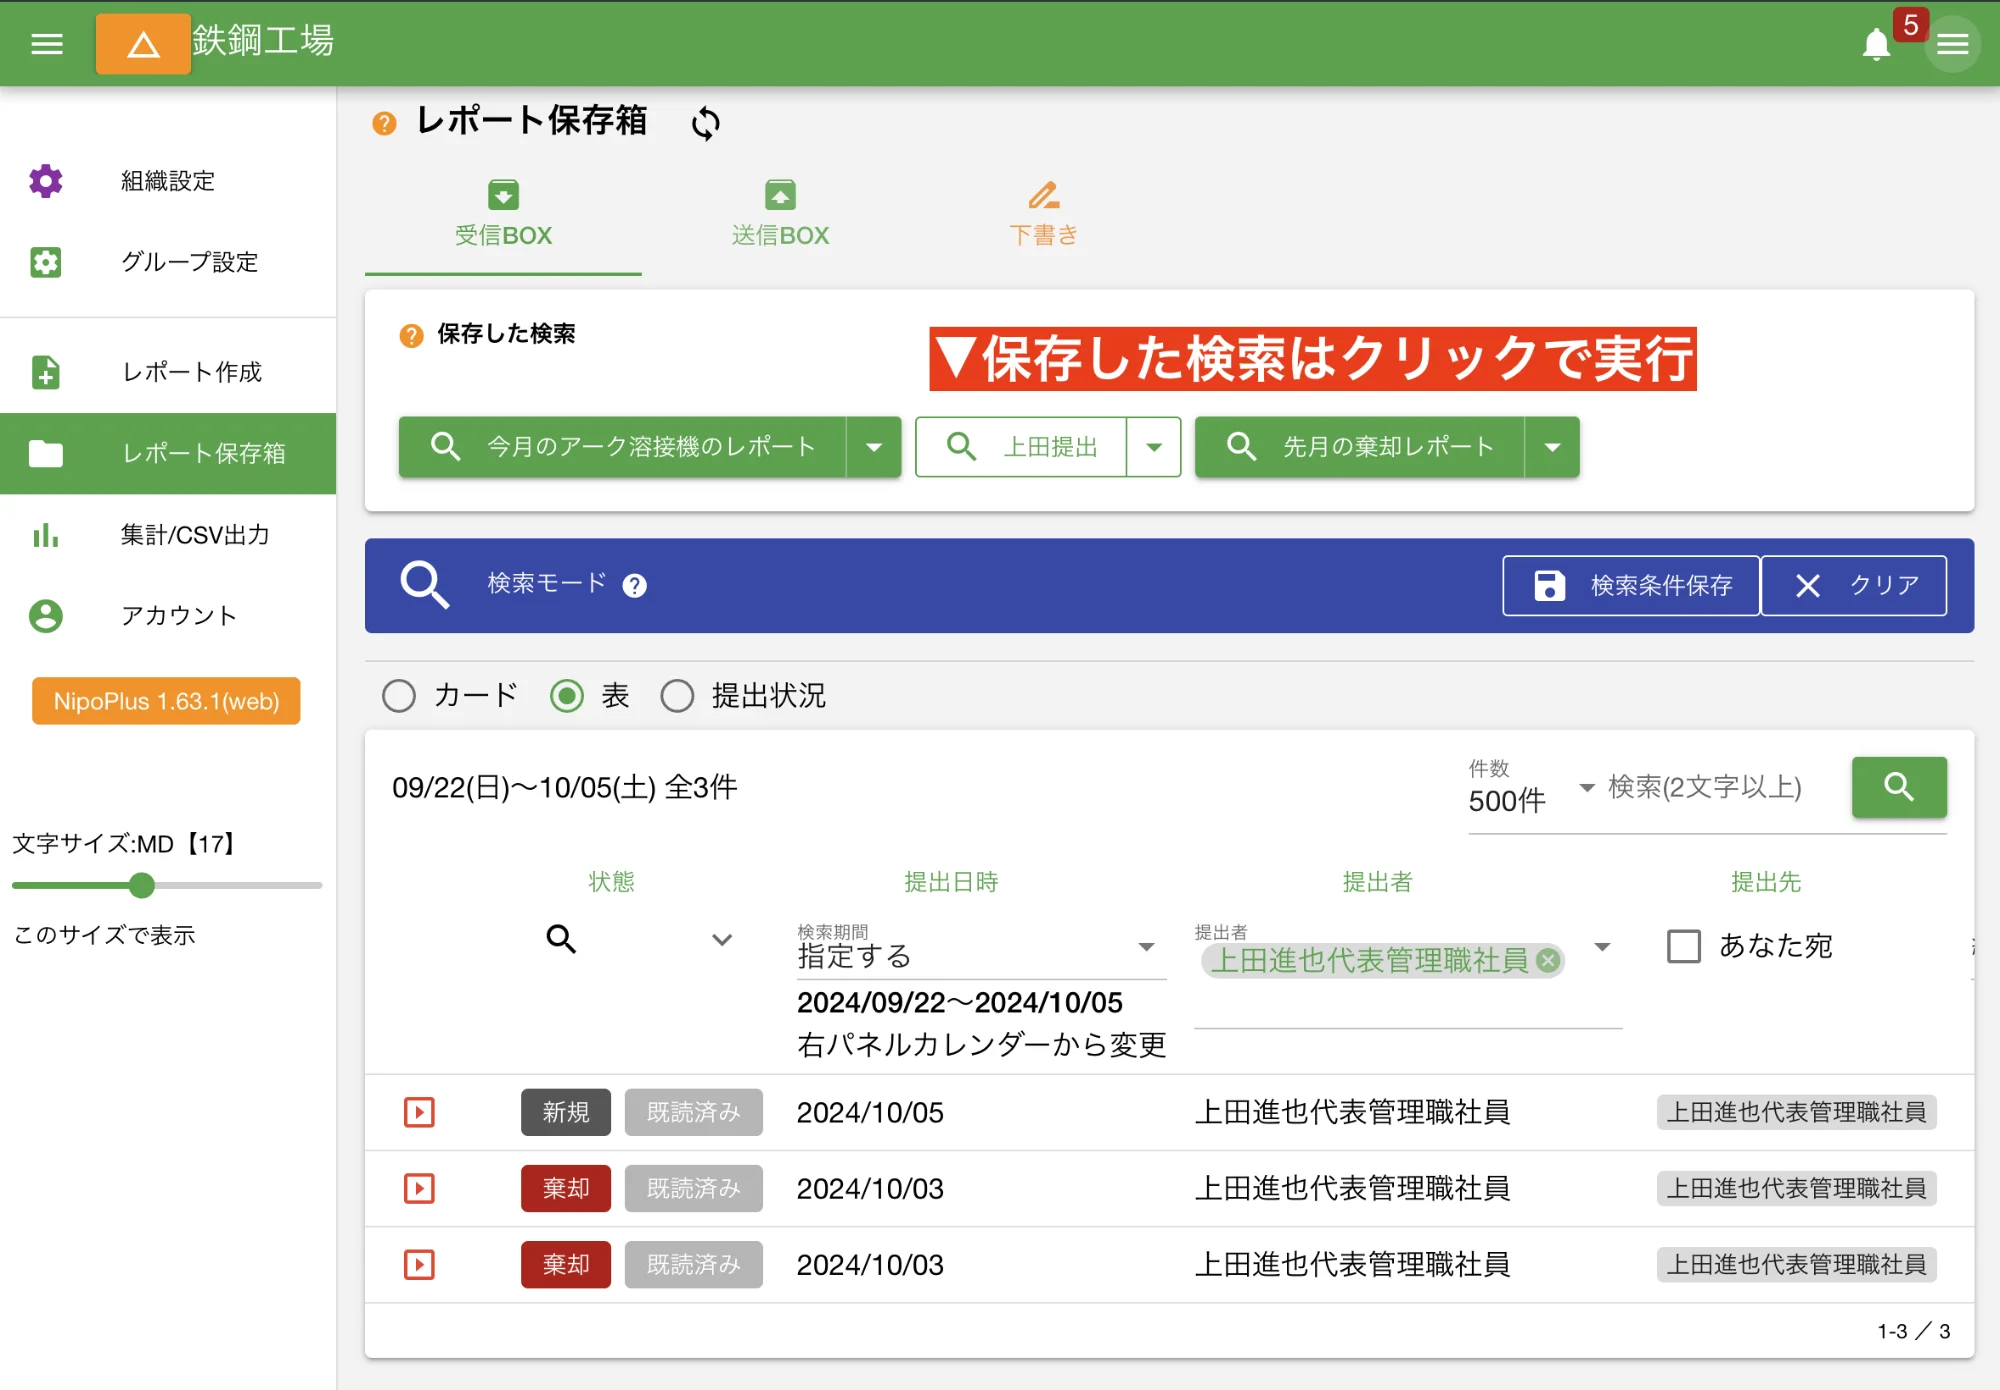 鉄鋼工場
5
組織設定
グループ設定
レポート作成
レポート保存箱
集計/CSV出力
アカウント
NipoPlus 1.63.1(web)
文字サイズ:MD【17】
このサイズで表示
レポート保存箱
受信BOX
送信BOX
下書き
保存した検索
▼保存した検索はクリックで実行
今月のアーク溶接機のレポート
上田提出
先月の棄却レポート
検索モード
検索条件保存
クリア
カード
表
提出状況
09/22(日)〜10/05(土) 全3件
件数
500件
検索(2文字以上)
状態
提出日時
提出者
提出先
検索期間
指定する
2024/09/22〜2024/10/05
右パネルカレンダーから変更
提出者
上田進也代表管理職社員
あなた宛
新規 既読済み 2024/10/05 上田進也代表管理職社員 上田進也代表管理職社員
棄却 既読済み 2024/10/03 上田進也代表管理職社員 上田進也代表管理職社員
棄却 既読済み 2024/10/03 上田進也代表管理職社員 上田進也代表管理職社員
1-3 ／ 3